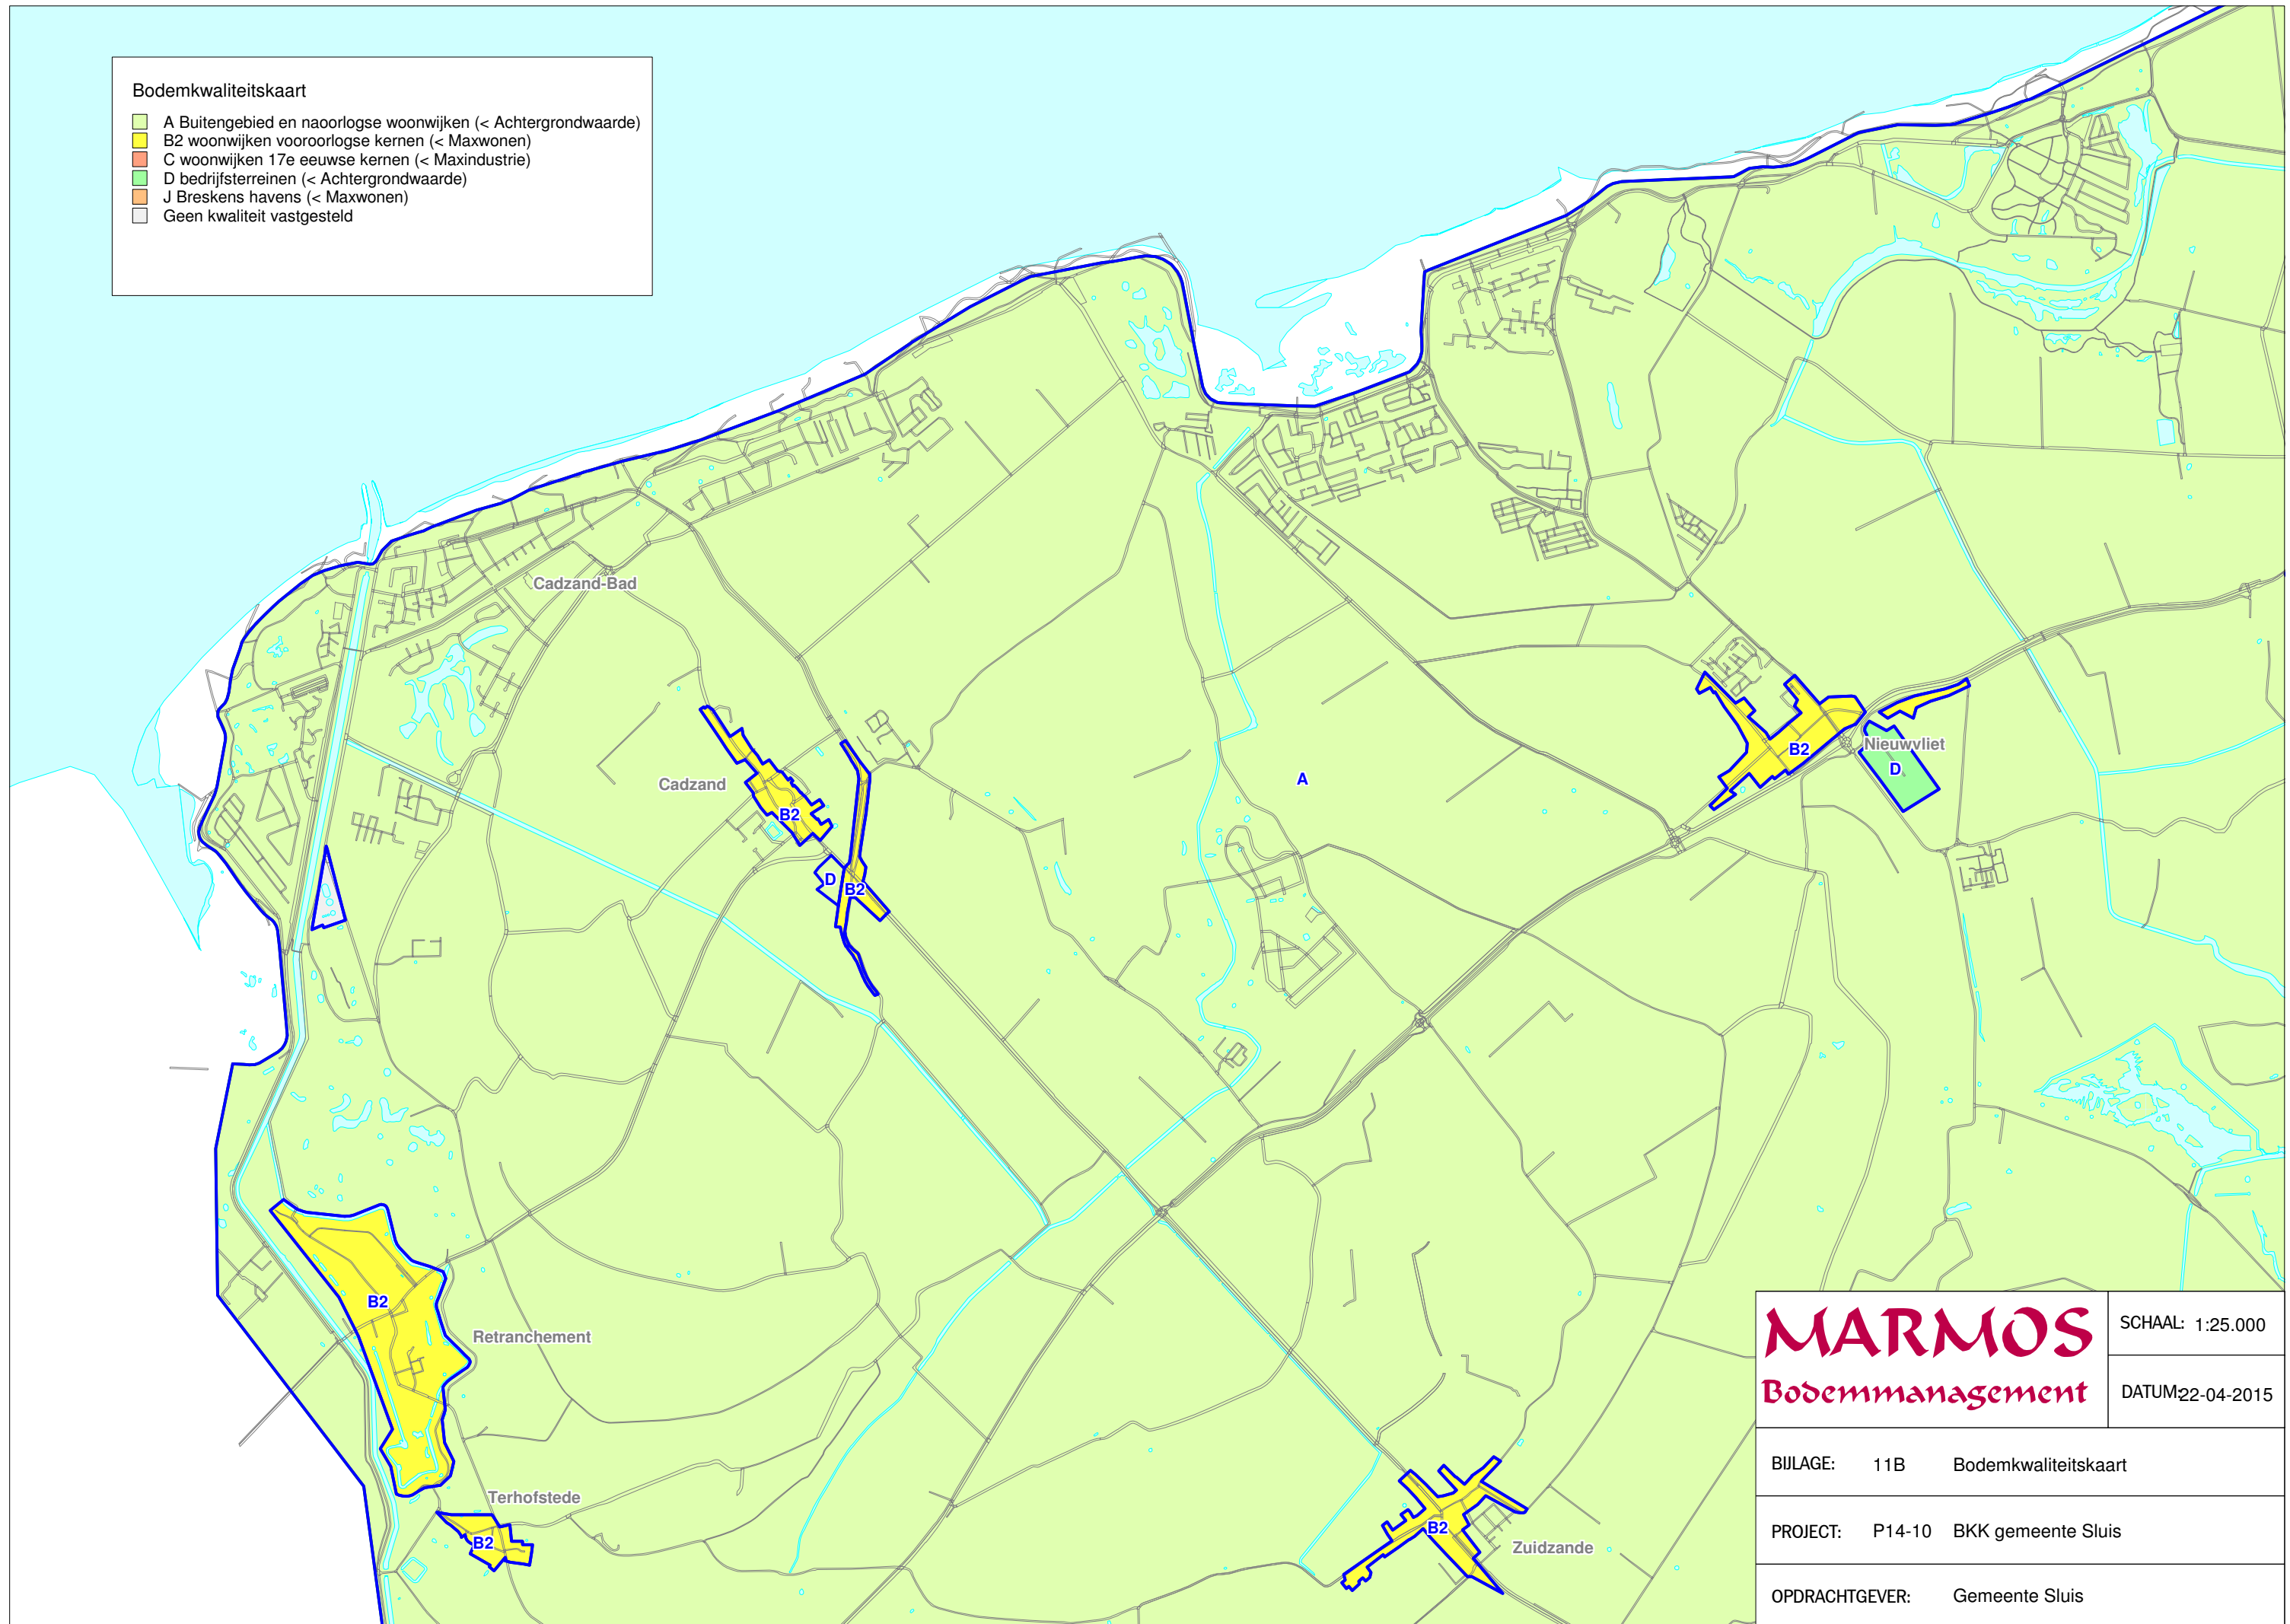 Bodemkwaliteitskaart
A Buitengebied en naoorlogse woonwijken (< Achtergrondwaarde)
B2 woonwijken vooroorlogse kernen (< Maxwonen)
C woonwijken 17e eeuwse kernen (< Maxindustrie)
D bedrijfsterreinen (< Achtergrondwaarde)
J Breskens havens (< Maxwonen)
Geen kwaliteit vastgesteld
Cadzand-Bad
Cadzand
B2
D
B2
A
B2
Nieuwvliet
D
B2
Retranchement
Terhofstede
B2
B2
Zuidzande
MARMOS
Bodemmanagement
SCHAAL: 1:25.000
DATUM: 22-04-2015
BIJLAGE: 11B Bodemkwaliteitskaart
PROJECT: P14-10 BKK gemeente Sluis
OPDRACHTGEVER: Gemeente Sluis